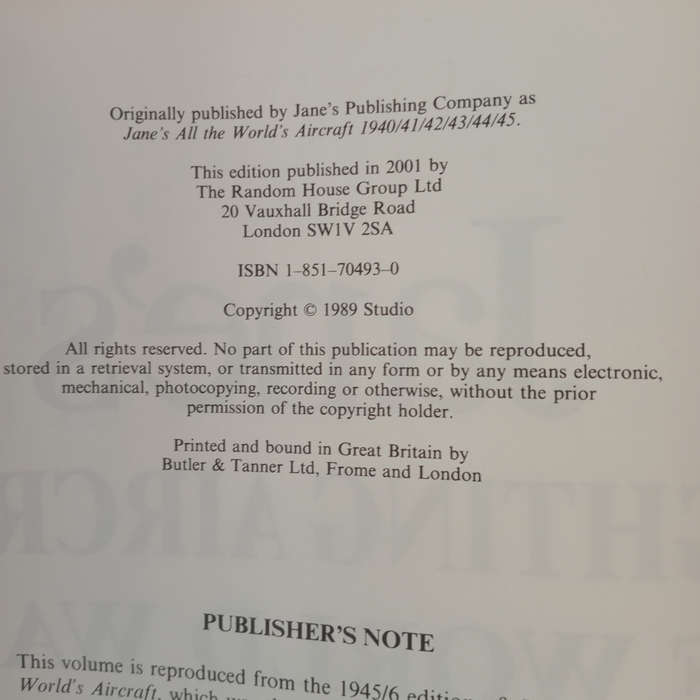 Originally published by Jane's Publishing Company as
Jane's All the World's Aircraft 1940/41/42/43/44/45.
This edition published in 2001 by
The Random House Group Ltd
20 Vauxhall Bridge Road
London SW1V 2SA
ISBN 1–851–70493–0
Copyright © 1989 Studio
All rights reserved. No part of this publication may be reproduced,
stored in a retrieval system, or transmitted in any form or by any means electronic,
mechanical, photocopying, recording or otherwise, without the prior
permission of the copyright holder.
Printed and bound in Great Britain by
Butler & Tanner Ltd, Frome and London
PUBLISHER'S NOTE
This volume is reproduced from the 1945/6
World's Aircraft, which